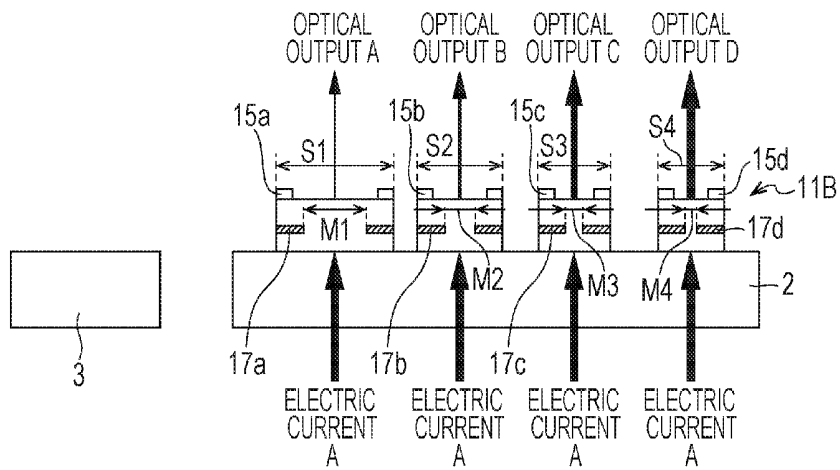 OPTICAL OUTPUT A
OPTICAL OUTPUT B
OPTICAL OUTPUT C
OPTICAL OUTPUT D
15a
15b
15c
S1
S2
S3
S4
15d
11B
M1
17d
M2
M3
M4
2
3
17a
17b
17c
ELECTRIC CURRENT A
ELECTRIC CURRENT A
ELECTRIC CURRENT A
ELECTRIC CURRENT A